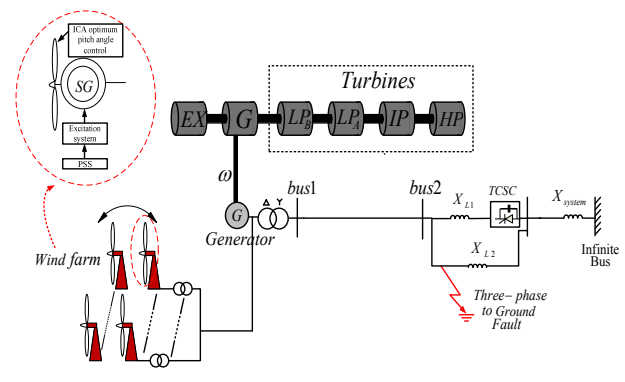 ICA optimum
pitch angle
control
SG
Excitation
system
PSS
Turbines
EX
G
LP_B
LP_A
IP
HP
ω
Δ Y
G
Generator
bus1
bus2
X_L1
TCSC
X_system
X_L2
Infinite
Bus
Wind farm
Three-phase
to Ground
Fault